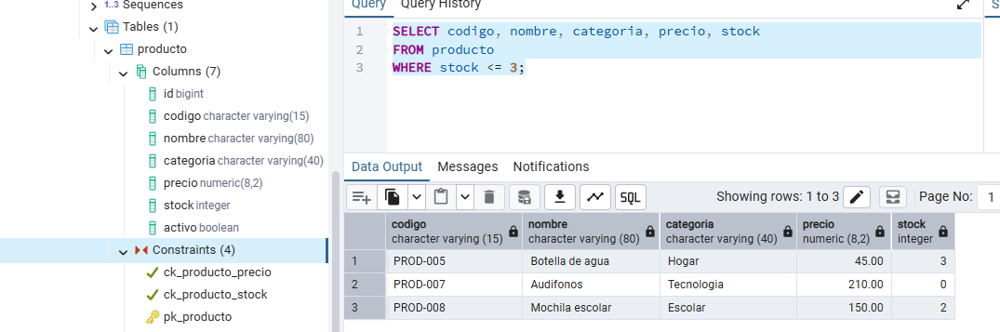 Sequences
Tables (1)
producto
Columns (7)
id bigint
codigo character varying(15)
nombre character varying(80)
categoria character varying(40)
precio numeric(8,2)
stock integer
activo boolean
Constraints (4)
ck_producto_precio
ck_producto_stock
pk_producto
Query Query History
1 SELECT codigo, nombre, categoria, precio, stock
2 FROM producto
3 WHERE stock <= 3;
Data Output Messages Notifications
SQL Showing rows: 1 to 3 Page No: 1
codigo nombre categoria precio stock
character varying (15) character varying (80) character varying (40) numeric (8,2) integer
1 PROD-005 Botella de agua Hogar 45.00 3
2 PROD-007 Audifonos Tecnologia 210.00 0
3 PROD-008 Mochila escolar Escolar 150.00 2